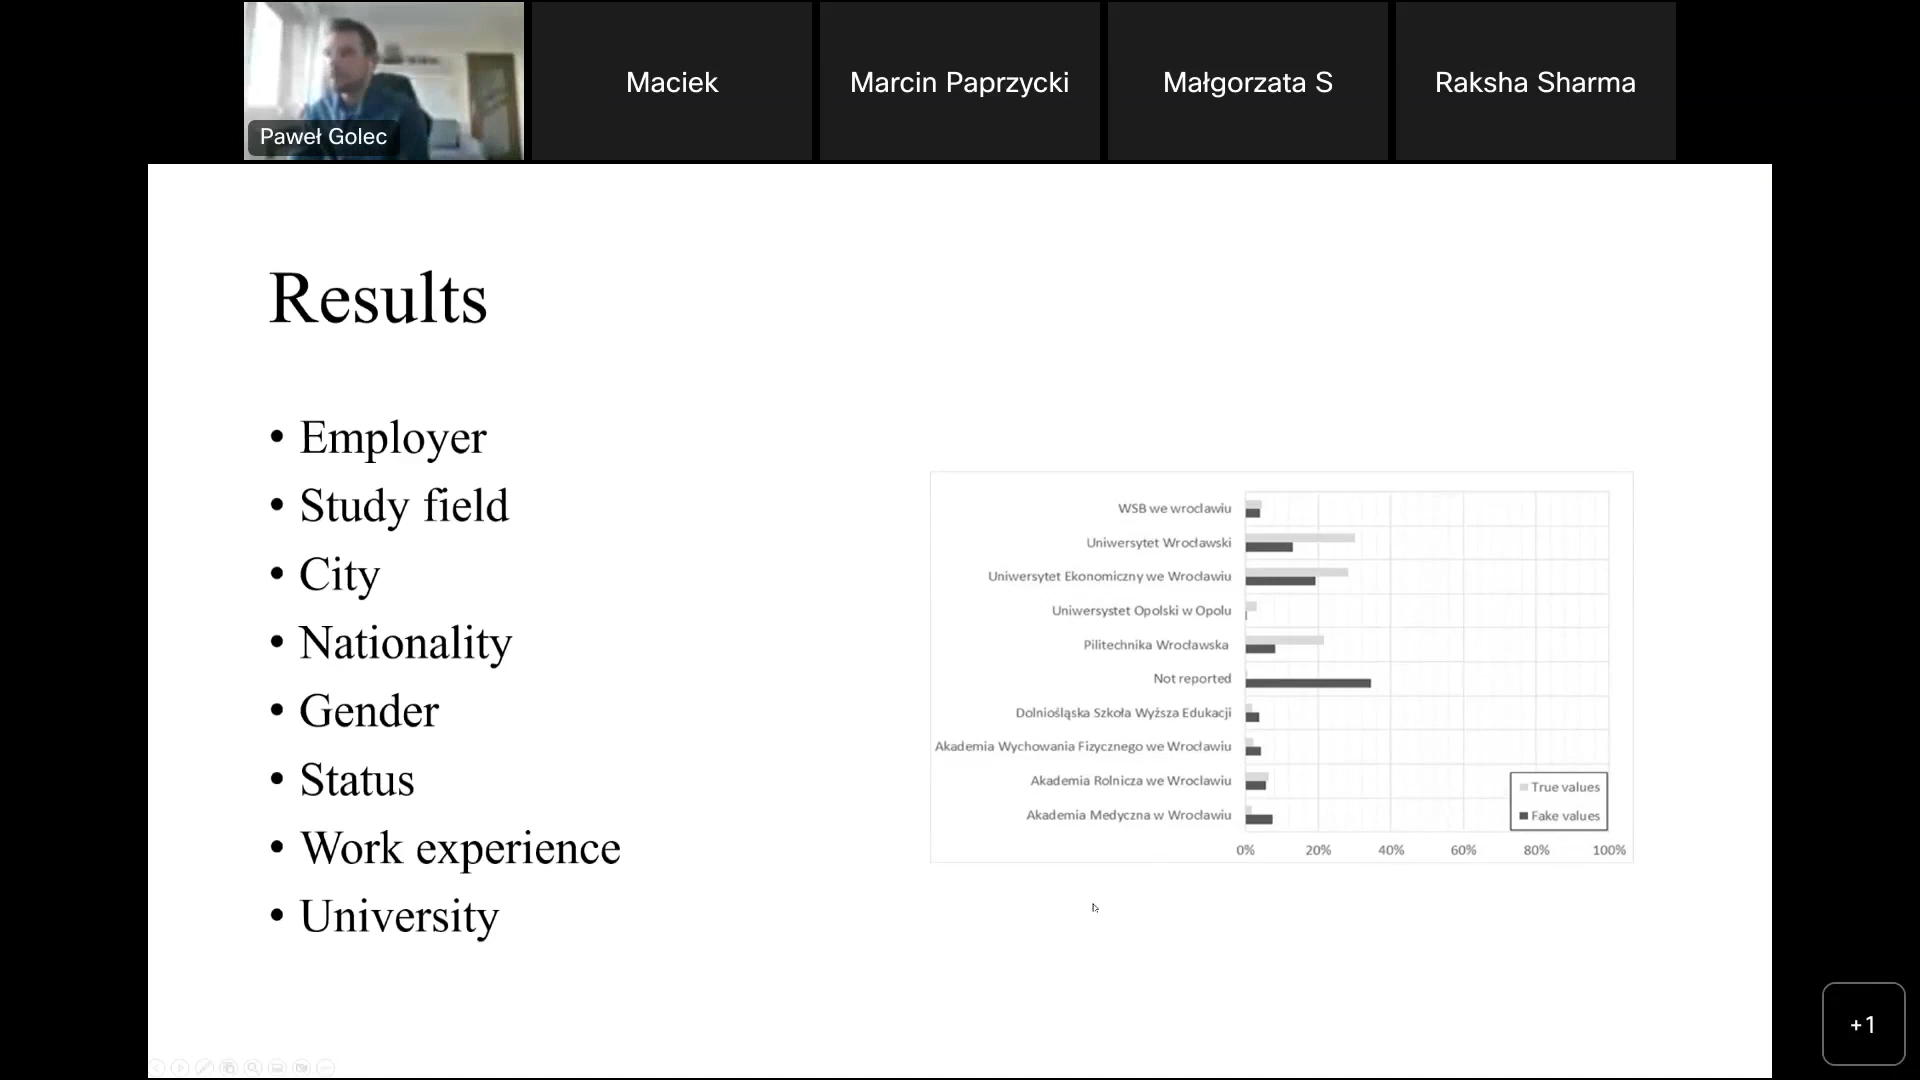 Paweł Golec
Maciek
Marcin Paprzycki
Małgorzata S
Raksha Sharma
Results
• Employer
• Study field
• City
• Nationality
• Gender
• Status
• Work experience
• University
WSB we wroclawiu
Uniwersytet Wrocławski
Uniwersytet Ekonomiczny we Wrocławiu
Uniwersystet Opolski w Opolu
Pilitechnika Wrocławska
Not reported
Dolniośląska Szkoła Wyższa Edukacji
Akademia Wychowania Fizycznego we Wrocławiu
Akademia Rolnicza we Wrocławiu
Akademia Medyczna w Wrocławiu
True values
Fake values
0% 20% 40% 60% 80% 100%
+1